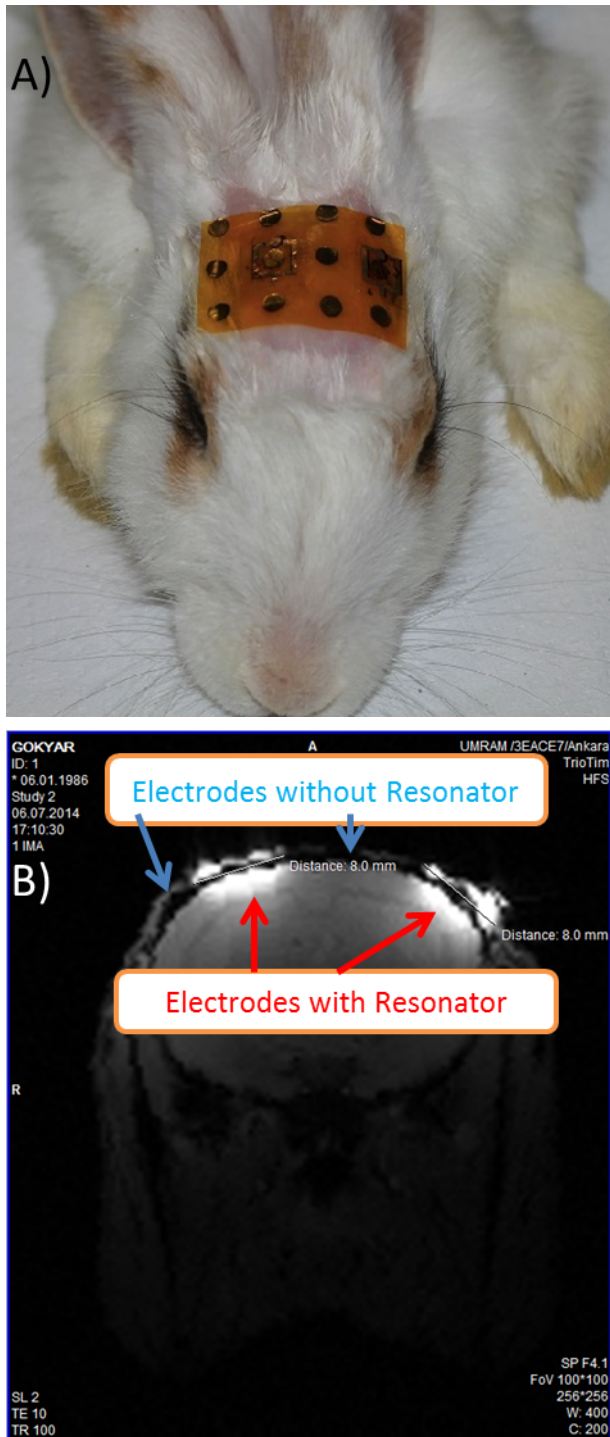 A)
GOKYAR
ID: 1
* 06.01.1986
Study 2
06.07.2014
17:10:30
1 IMA
A
UMRAM /3EACE7/Ankara
TrioTim
HFS
Electrodes without Resonator
B)
Distance: 8.0 mm
Distance: 8.0 mm
Electrodes with Resonator
R
SL 2
TE 10
TR 100
SP F4.1
FoV 100*100
256*256
W: 400
C: 200